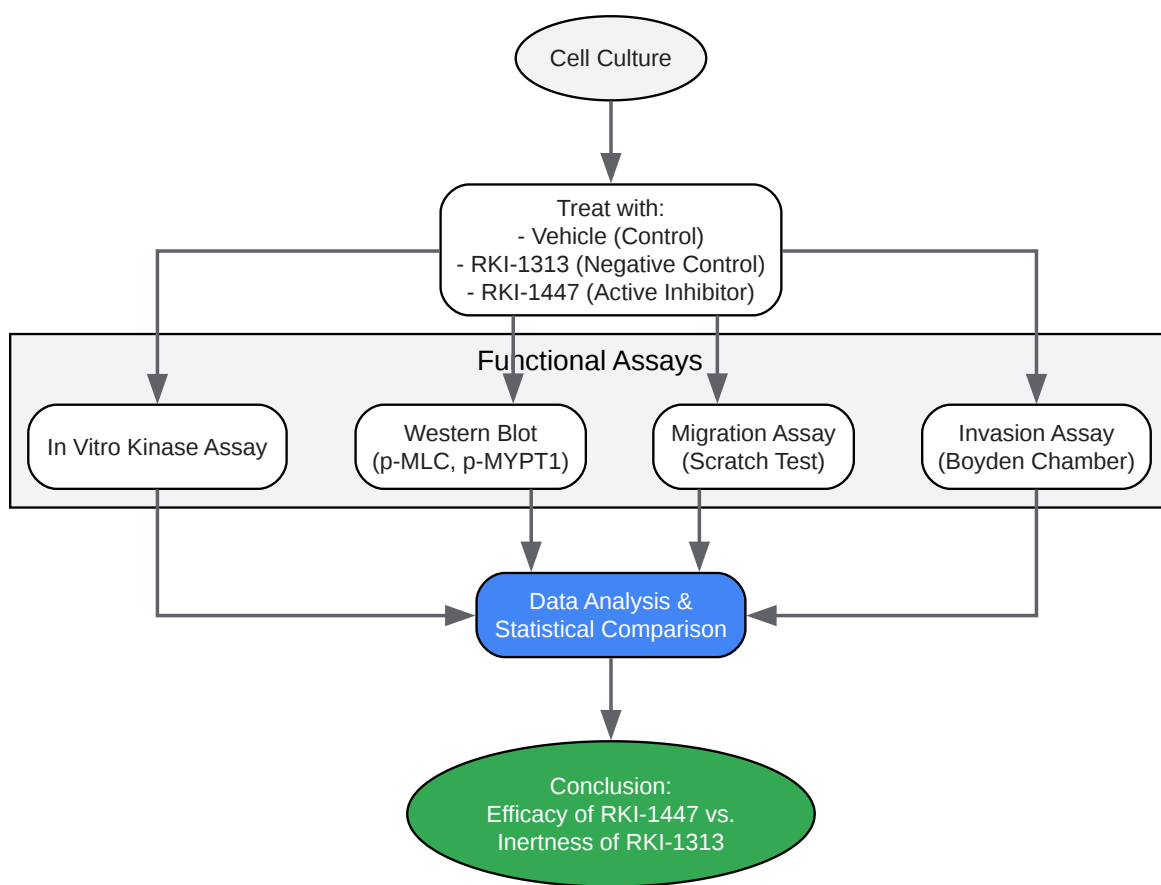 Cell Culture
Treat with:
- Vehicle (Control)
- RKI-1313 (Negative Control)
- RKI-1447 (Active Inhibitor)
Functional Assays
In Vitro Kinase Assay
Western Blot
(p-MLC, p-MYPT1)
Migration Assay
(Scratch Test)
Invasion Assay
(Boyden Chamber)
Data Analysis &
Statistical Comparison
Conclusion:
Efficacy of RKI-1447 vs.
Inertness of RKI-1313